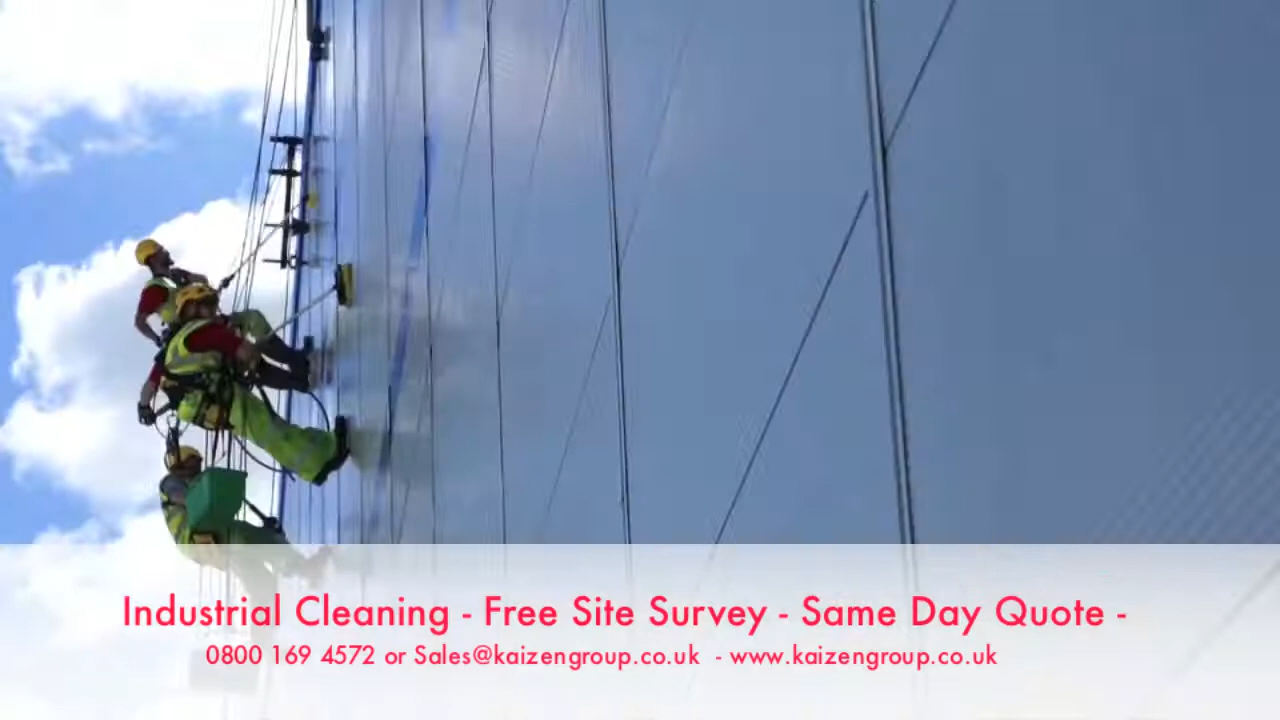 Industrial Cleaning - Free Site Survey - Same Day Quote -
0800 169 4572 or Sales@kaizengroup.co.uk - www.kaizengroup.co.uk